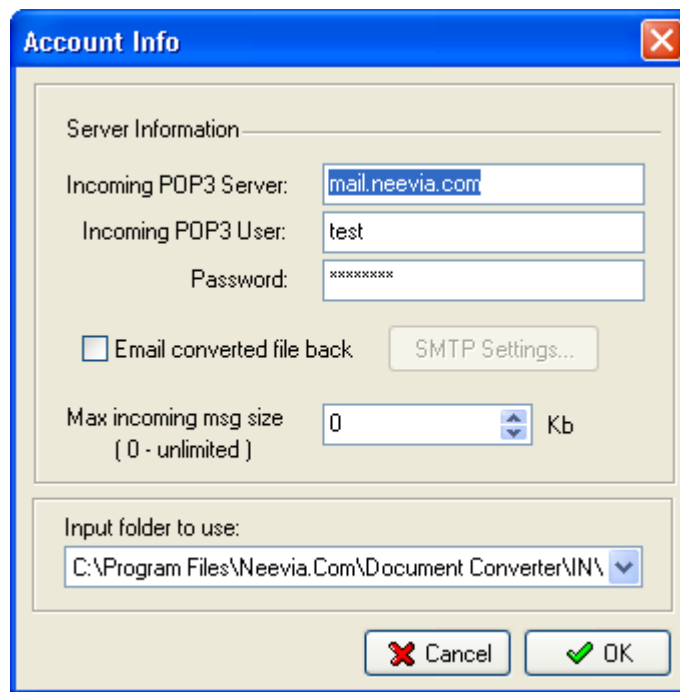 Account Info
Server Information
Incoming POP3 Server: mail.neevia.com
Incoming POP3 User: test
Password: ********
Email converted file back SMTP Settings...
Max incoming msg size 0 Kb
( 0 - unlimited )
Input folder to use:
C:\Program Files\Neevia.Com\Document Converter\IN\
Cancel OK